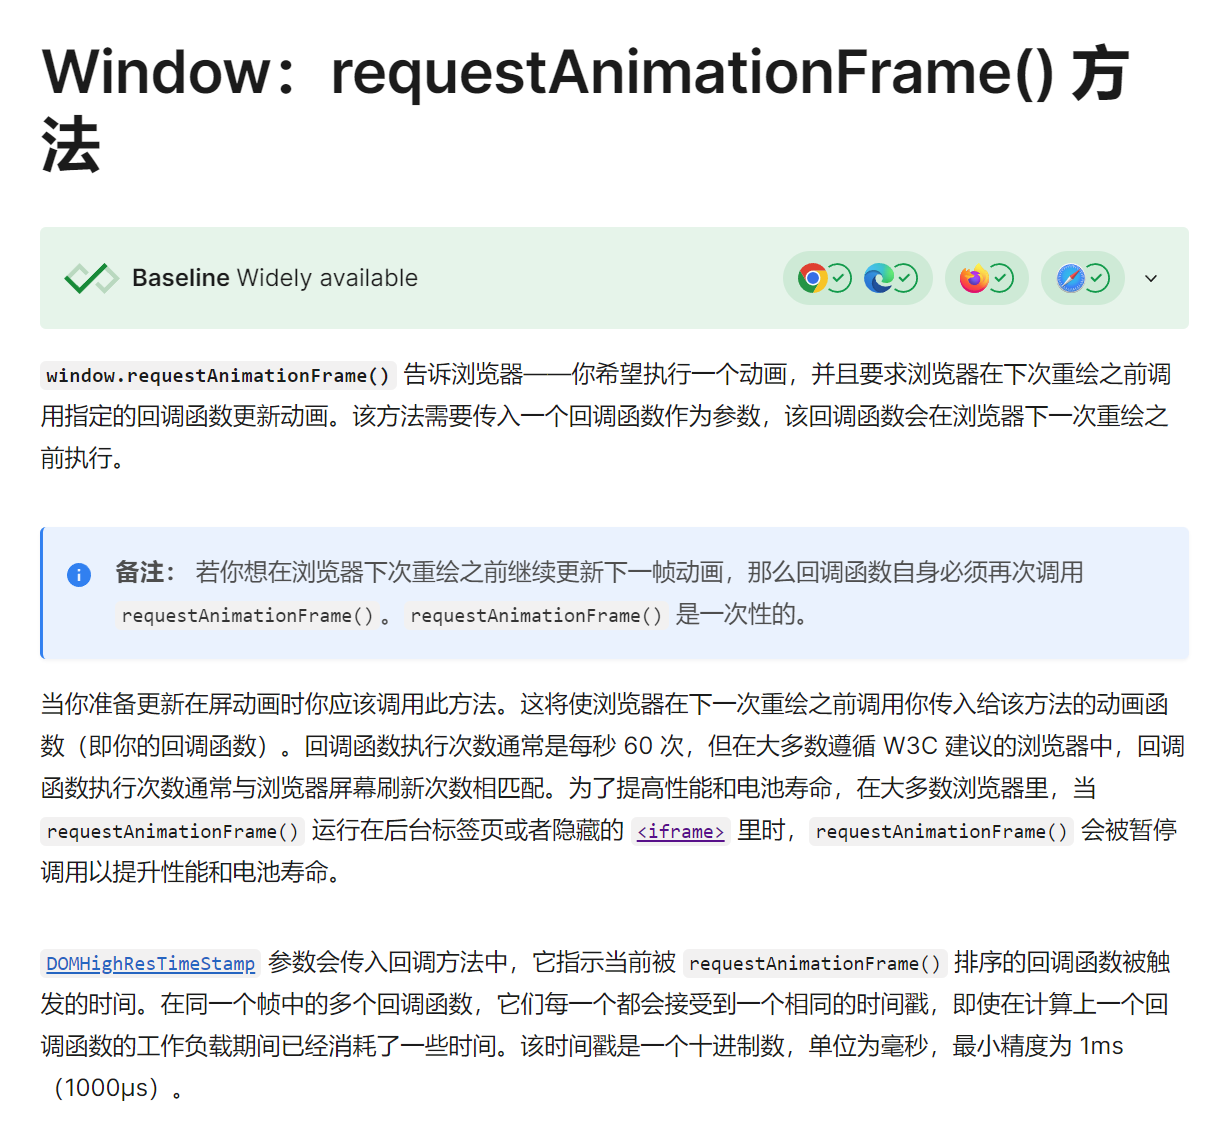 Window：requestAnimationFrame() 方
法
Baseline Widely available
window.requestAnimationFrame() 告诉浏览器——你希望执行一个动画，并且要求浏览器在下次重绘之前调
用指定的回调函数更新动画。该方法需要传入一个回调函数作为参数，该回调函数会在浏览器下一次重绘之
前执行。
备注： 若你想在浏览器下次重绘之前继续更新下一帧动画，那么回调函数自身必须再次调用
requestAnimationFrame()。requestAnimationFrame() 是一次性的。
当你准备更新在屏动画时你应该调用此方法。这将使浏览器在下一次重绘之前调用你传入给该方法的动画函
数（即你的回调函数）。回调函数执行次数通常是每秒 60 次，但在大多数遵循 W3C 建议的浏览器中，回调
函数执行次数通常与浏览器屏幕刷新次数相匹配。为了提高性能和电池寿命，在大多数浏览器里，当
requestAnimationFrame() 运行在后台标签页或者隐藏的 <iframe> 里时，requestAnimationFrame() 会被暂停
调用以提升性能和电池寿命。
DOMHighResTimeStamp 参数会传入回调方法中，它指示当前被 requestAnimationFrame() 排序的回调函数被触
发的时间。在同一个帧中的多个回调函数，它们每一个都会接受到一个相同的时间戳，即使在计算上一个回
调函数的工作负载期间已经消耗了一些时间。该时间戳是一个十进制数，单位为毫秒，最小精度为 1ms
（1000μs）。